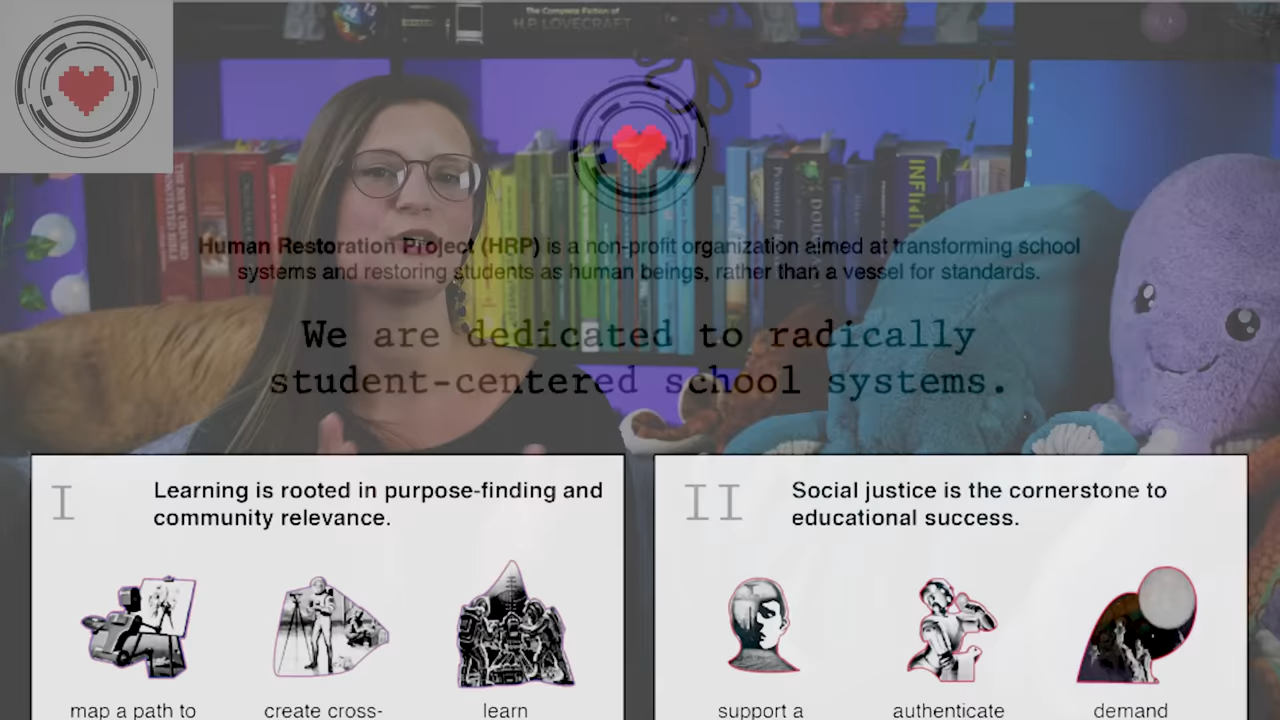 The Complete Fiction of
H.P. LOVECRAFT
Human Restoration Project (HRP) is a non-profit organization aimed at transforming school
systems and restoring students as human beings, rather than a vessel for standards.
We are dedicated to radically
student-centered school systems.
I
Learning is rooted in purpose-finding and
community relevance.
II
Social justice is the cornerstone to
educational success.
map a path to
create cross-
learn
support a
authenticate
demand